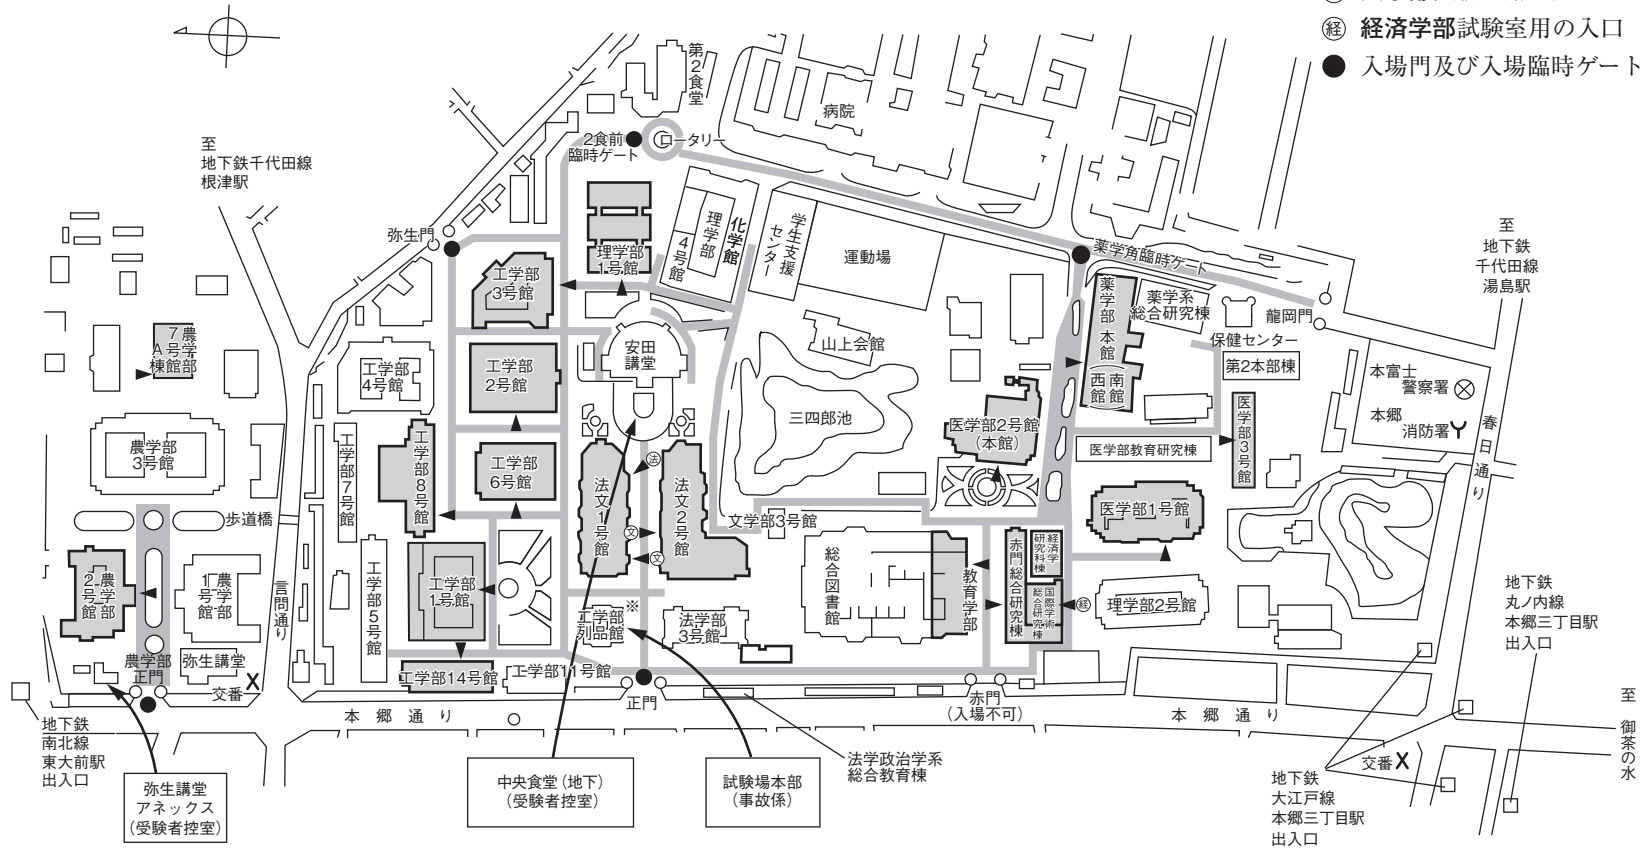 経 経済学部試験室用の入口
● 入場門及び入場臨時ゲート
第2食堂
病院
2食前
臨時ゲート
ロータリー
至
地下鉄千代田線
根津駅
弥生門
理学部
1号館
理学部
4号館
化学館
学生支援
センター
運動場
薬学角臨時ゲート
至
地下鉄
千代田線
湯島駅
工学部
3号館
薬学部
本館
南館
西館
薬学系
総合研究棟
龍岡門
保健センター
農学部
7号館
A棟
安田
講堂
山上会館
工学部
4号館
工学部
2号館
第2本部棟
本富士
警察署
本郷
消防署
春日通り
農学部
3号館
三四郎池
医学部2号館
(本館)
医学部3号館
医学部教育研究棟
工学部7号館
工学部8号館
工学部
6号館
法文1号館
法文2号館
法
文
文
歩道橋
文学部3号館
医学部1号館
農学部
2号館
農学部
1号館
言問通り
工学部5号館
工学部
1号館
総合図書館
教育学部
赤門総合研究棟
経済学
研究科棟
国際学術
総合研究棟
経
理学部2号館
地下鉄
丸ノ内線
本郷三丁目駅
出入口
※
工学部
列品館
法学部
3号館
農学部
正門
弥生講堂
交番
工学部14号館
工学部11号館
正門
赤門
(入場不可)
本郷通り
本郷通り
至
御茶の水
地下鉄
南北線
東大前駅
出入口
弥生講堂
アネックス
(受験者控室)
中央食堂(地下)
(受験者控室)
試験場本部
(事故係)
法学政治学系
総合教育棟
交番
地下鉄
大江戸線
本郷三丁目駅
出入口